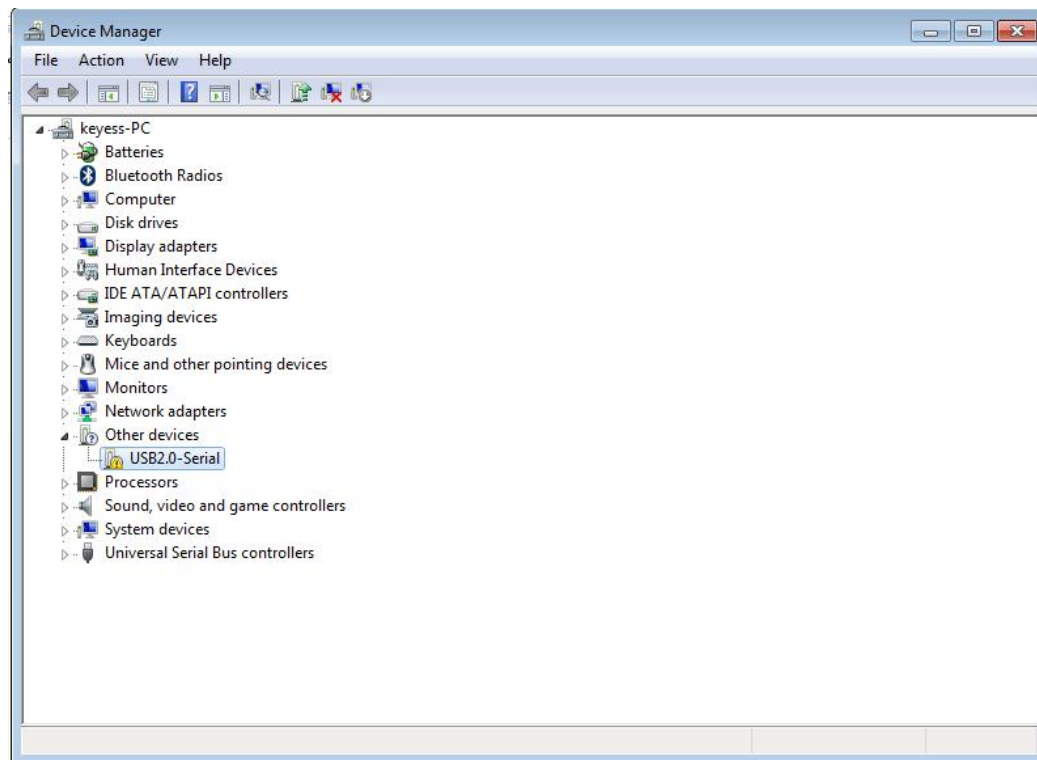 Device Manager
File Action View Help
keyess-PC
Batteries
Bluetooth Radios
Computer
Disk drives
Display adapters
Human Interface Devices
IDE ATA/ATAPI controllers
Imaging devices
Keyboards
Mice and other pointing devices
Monitors
Network adapters
Other devices
USB2.0-Serial
Processors
Sound, video and game controllers
System devices
Universal Serial Bus controllers